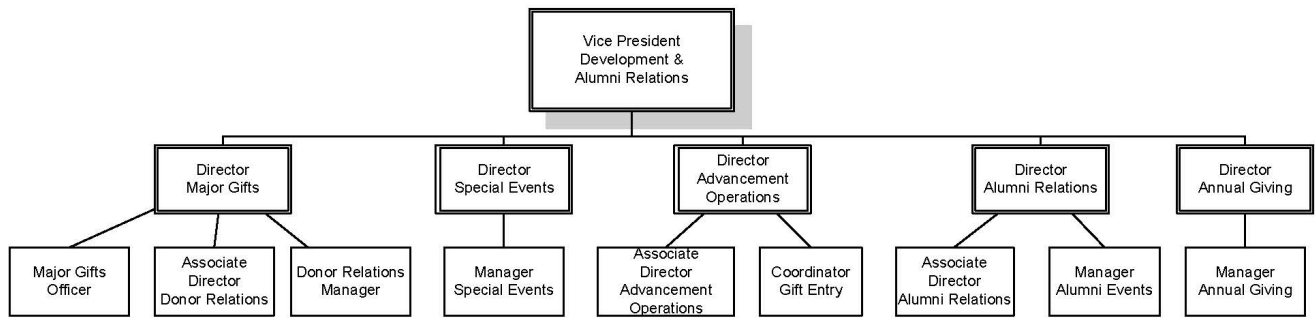 Vice President
Development &
Alumni Relations
Director
Major Gifts
Director
Special Events
Director
Advancement
Operations
Director
Alumni Relations
Director
Annual Giving
Major Gifts
Officer
Associate
Director
Donor Relations
Donor Relations
Manager
Manager
Special Events
Associate
Director
Advancement
Operations
Coordinator
Gift Entry
Associate
Director
Alumni Relations
Manager
Alumni Events
Manager
Annual Giving